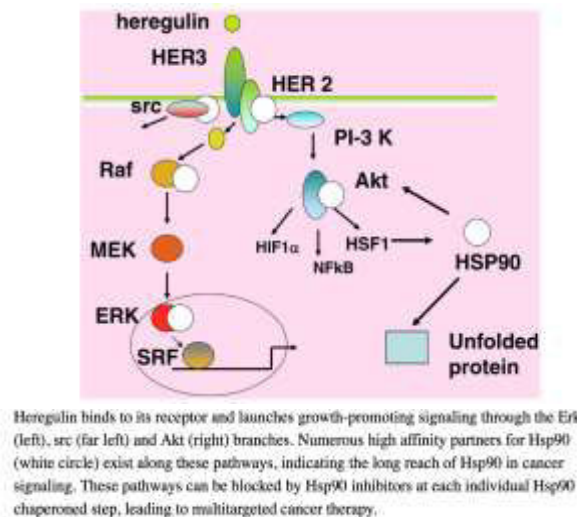 heregulin
HER3
HER 2
src
PI-3 K
Raf
Akt
MEK
HIF1α
NFkB
HSF1
HSP90
ERK
SRF
Unfolded
protein
Heregulin binds to its receptor and launches growth-promoting signaling through the Erk
(left), src (far left) and Akt (right) branches. Numerous high affinity partners for Hsp90
(white circle) exist along these pathways, indicating the long reach of Hsp90 in cancer
signaling. These pathways can be blocked by Hsp90 inhibitors at each individual Hsp90
chaperoned step, leading to multitargeted cancer therapy.